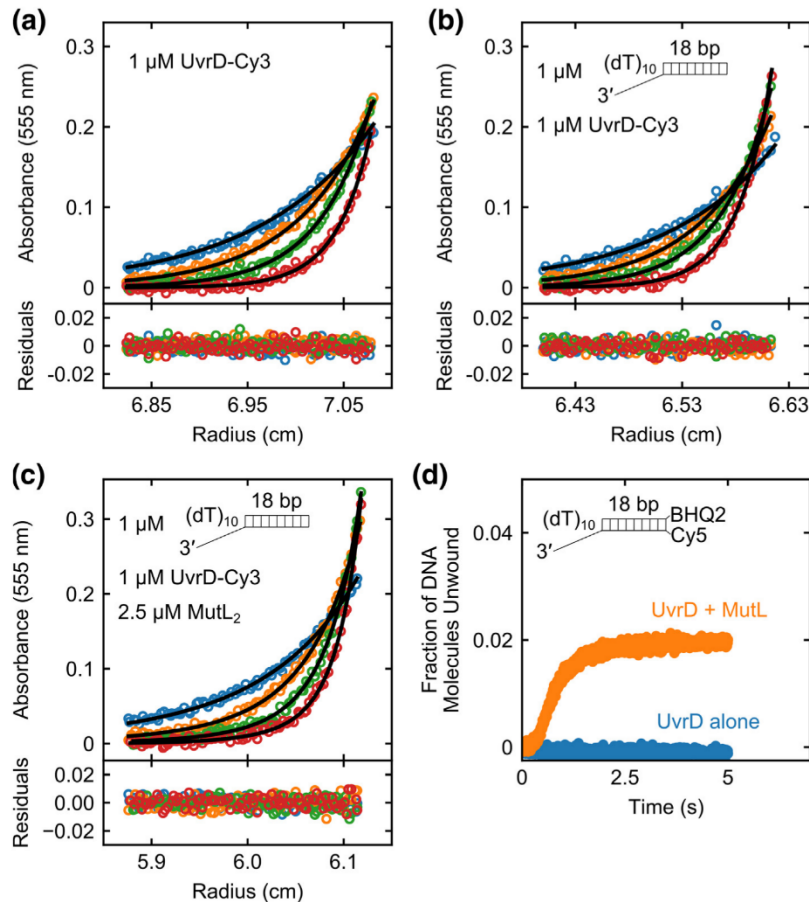 (a)
1 µM UvrD-Cy3
Absorbance (555 nm)
0.3
0.2
0.1
0
Residuals
0.02
0
-0.02
6.85
6.95
7.05
Radius (cm)
(b)
1 µM
(dT)10
18 bp
3′
1 µM UvrD-Cy3
Absorbance (555 nm)
0.3
0.2
0.1
0
Residuals
0.02
0
-0.02
6.43
6.53
6.63
Radius (cm)
(c)
1 µM
(dT)10
18 bp
3′
1 µM UvrD-Cy3
2.5 µM MutL2
Absorbance (555 nm)
0.3
0.2
0.1
0
Residuals
0.02
0.00
−0.02
5.9
6.0
6.1
Radius (cm)
(d)
18 bp
(dT)10
BHQ2
Cy5
3′
Fraction of DNA
Molecules Unwound
0.04
0.02
0
UvrD + MutL
UvrD alone
0
2.5
5
Time (s)